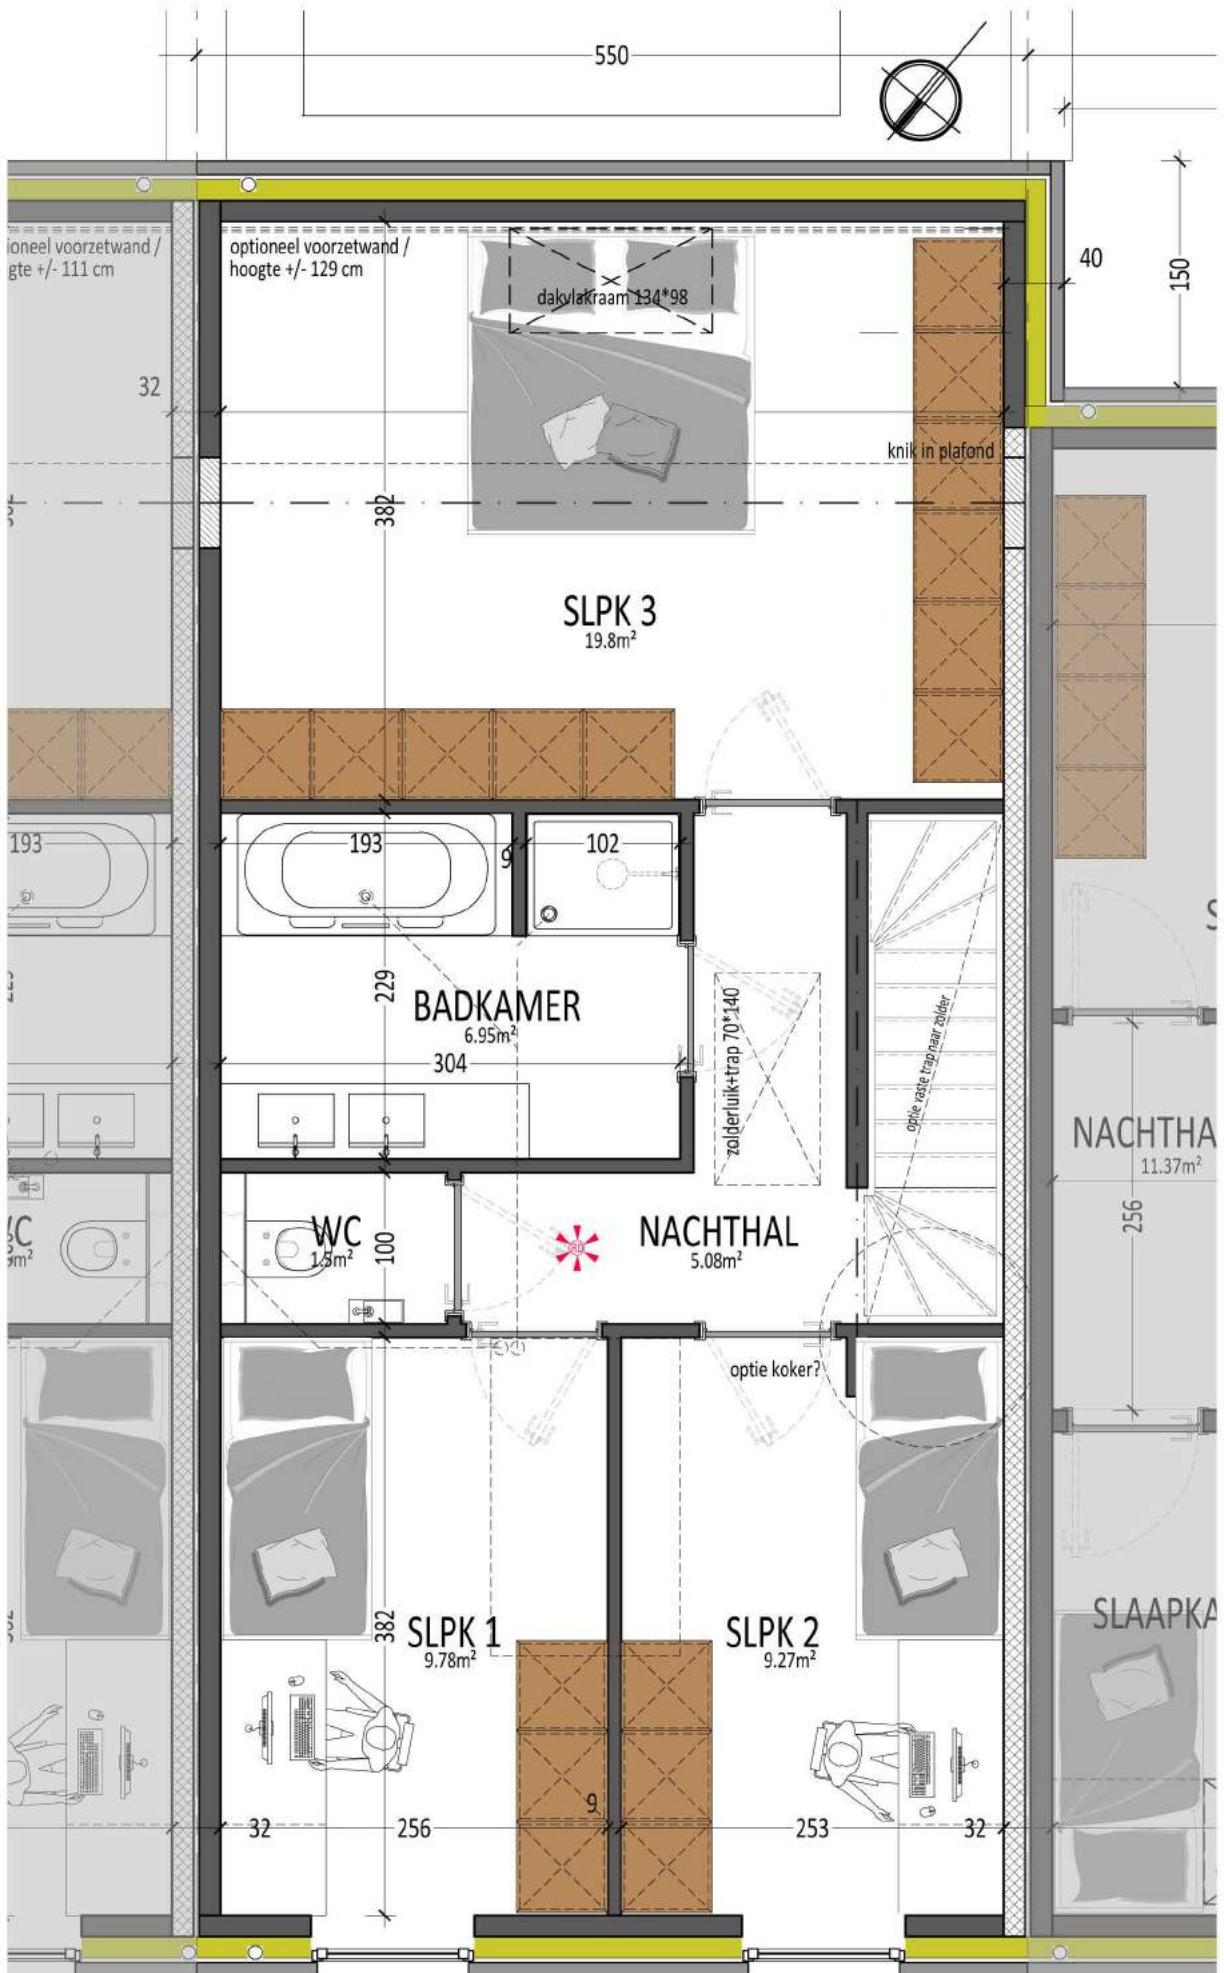 550
optioneel voorzetwand /
hoogte +/- 129 cm
ioneel voorzetwand /
gte +/- 111 cm
dakvlakraam 134*98
40
150
32
knik in plafond
382
SLPK 3
19.8m²
193
193
9
102
229
BADKAMER
6.95m²
304
zolderluik+trap 70*140
optie vaste trap naar zolder
NACHTHA
11.37m²
256
WC
1.5m²
100
NACHTHAL
5.08m²
optie koker?
SLPK 1
9.78m²
382
SLPK 2
9.27m²
SLAAPKA
32
256
9
253
32